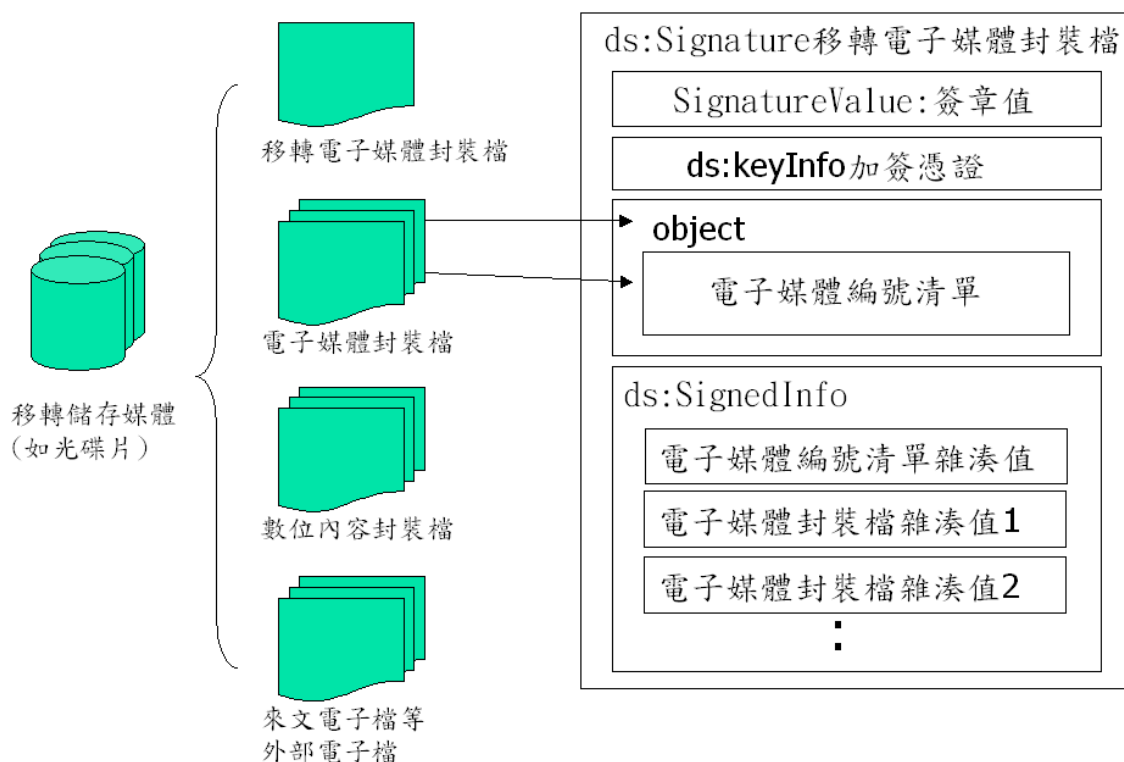 移轉儲存媒體
(如光碟片)
移轉電子媒體封裝檔
電子媒體封裝檔
數位內容封裝檔
來文電子檔等
外部電子檔
ds:Signature移轉電子媒體封裝檔
SignatureValue:簽章值
ds:keyInfo加簽憑證
object
電子媒體編號清單
ds:SignedInfo
電子媒體編號清單雜湊值
電子媒體封裝檔雜湊值1
電子媒體封裝檔雜湊值2
: